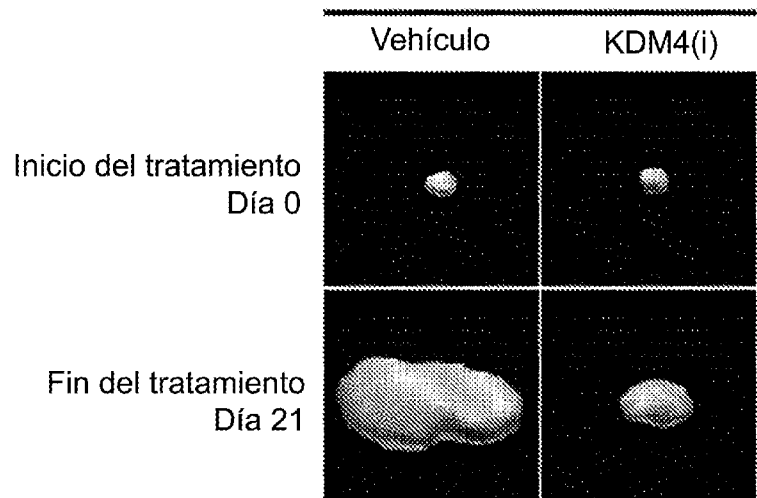 Vehículo
KDM4(i)
Inicio del tratamiento
Día 0
Fin del tratamiento
Día 21